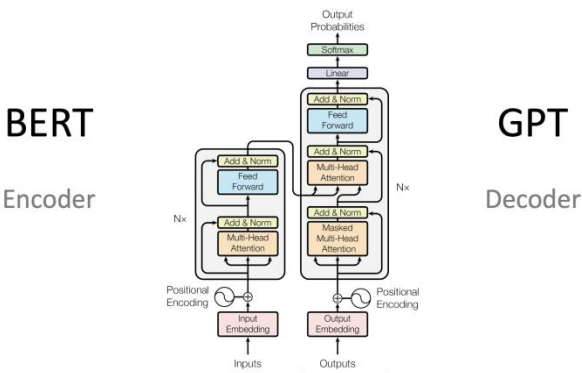 BERT
Encoder
Output
Probabilities
Softmax
Linear
Add & Norm
Feed
Forward
Add & Norm
Multi-Head
Attention
Add & Norm
Masked
Multi-Head
Attention
N×
Add & Norm
Feed
Forward
Add & Norm
Multi-Head
Attention
N×
Positional
Encoding
Positional
Encoding
Input
Embedding
Output
Embedding
Inputs
Outputs
GPT
Decoder